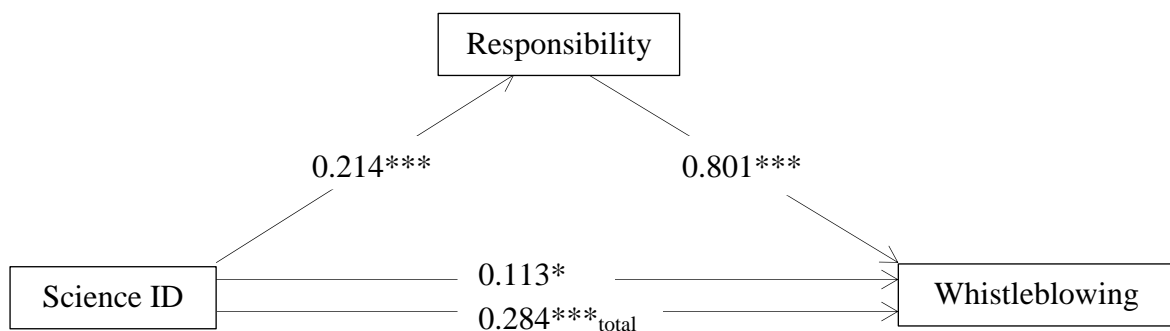 Responsibility
0.214***
0.801***
0.113*
Science ID
Whistleblowing
0.284***total